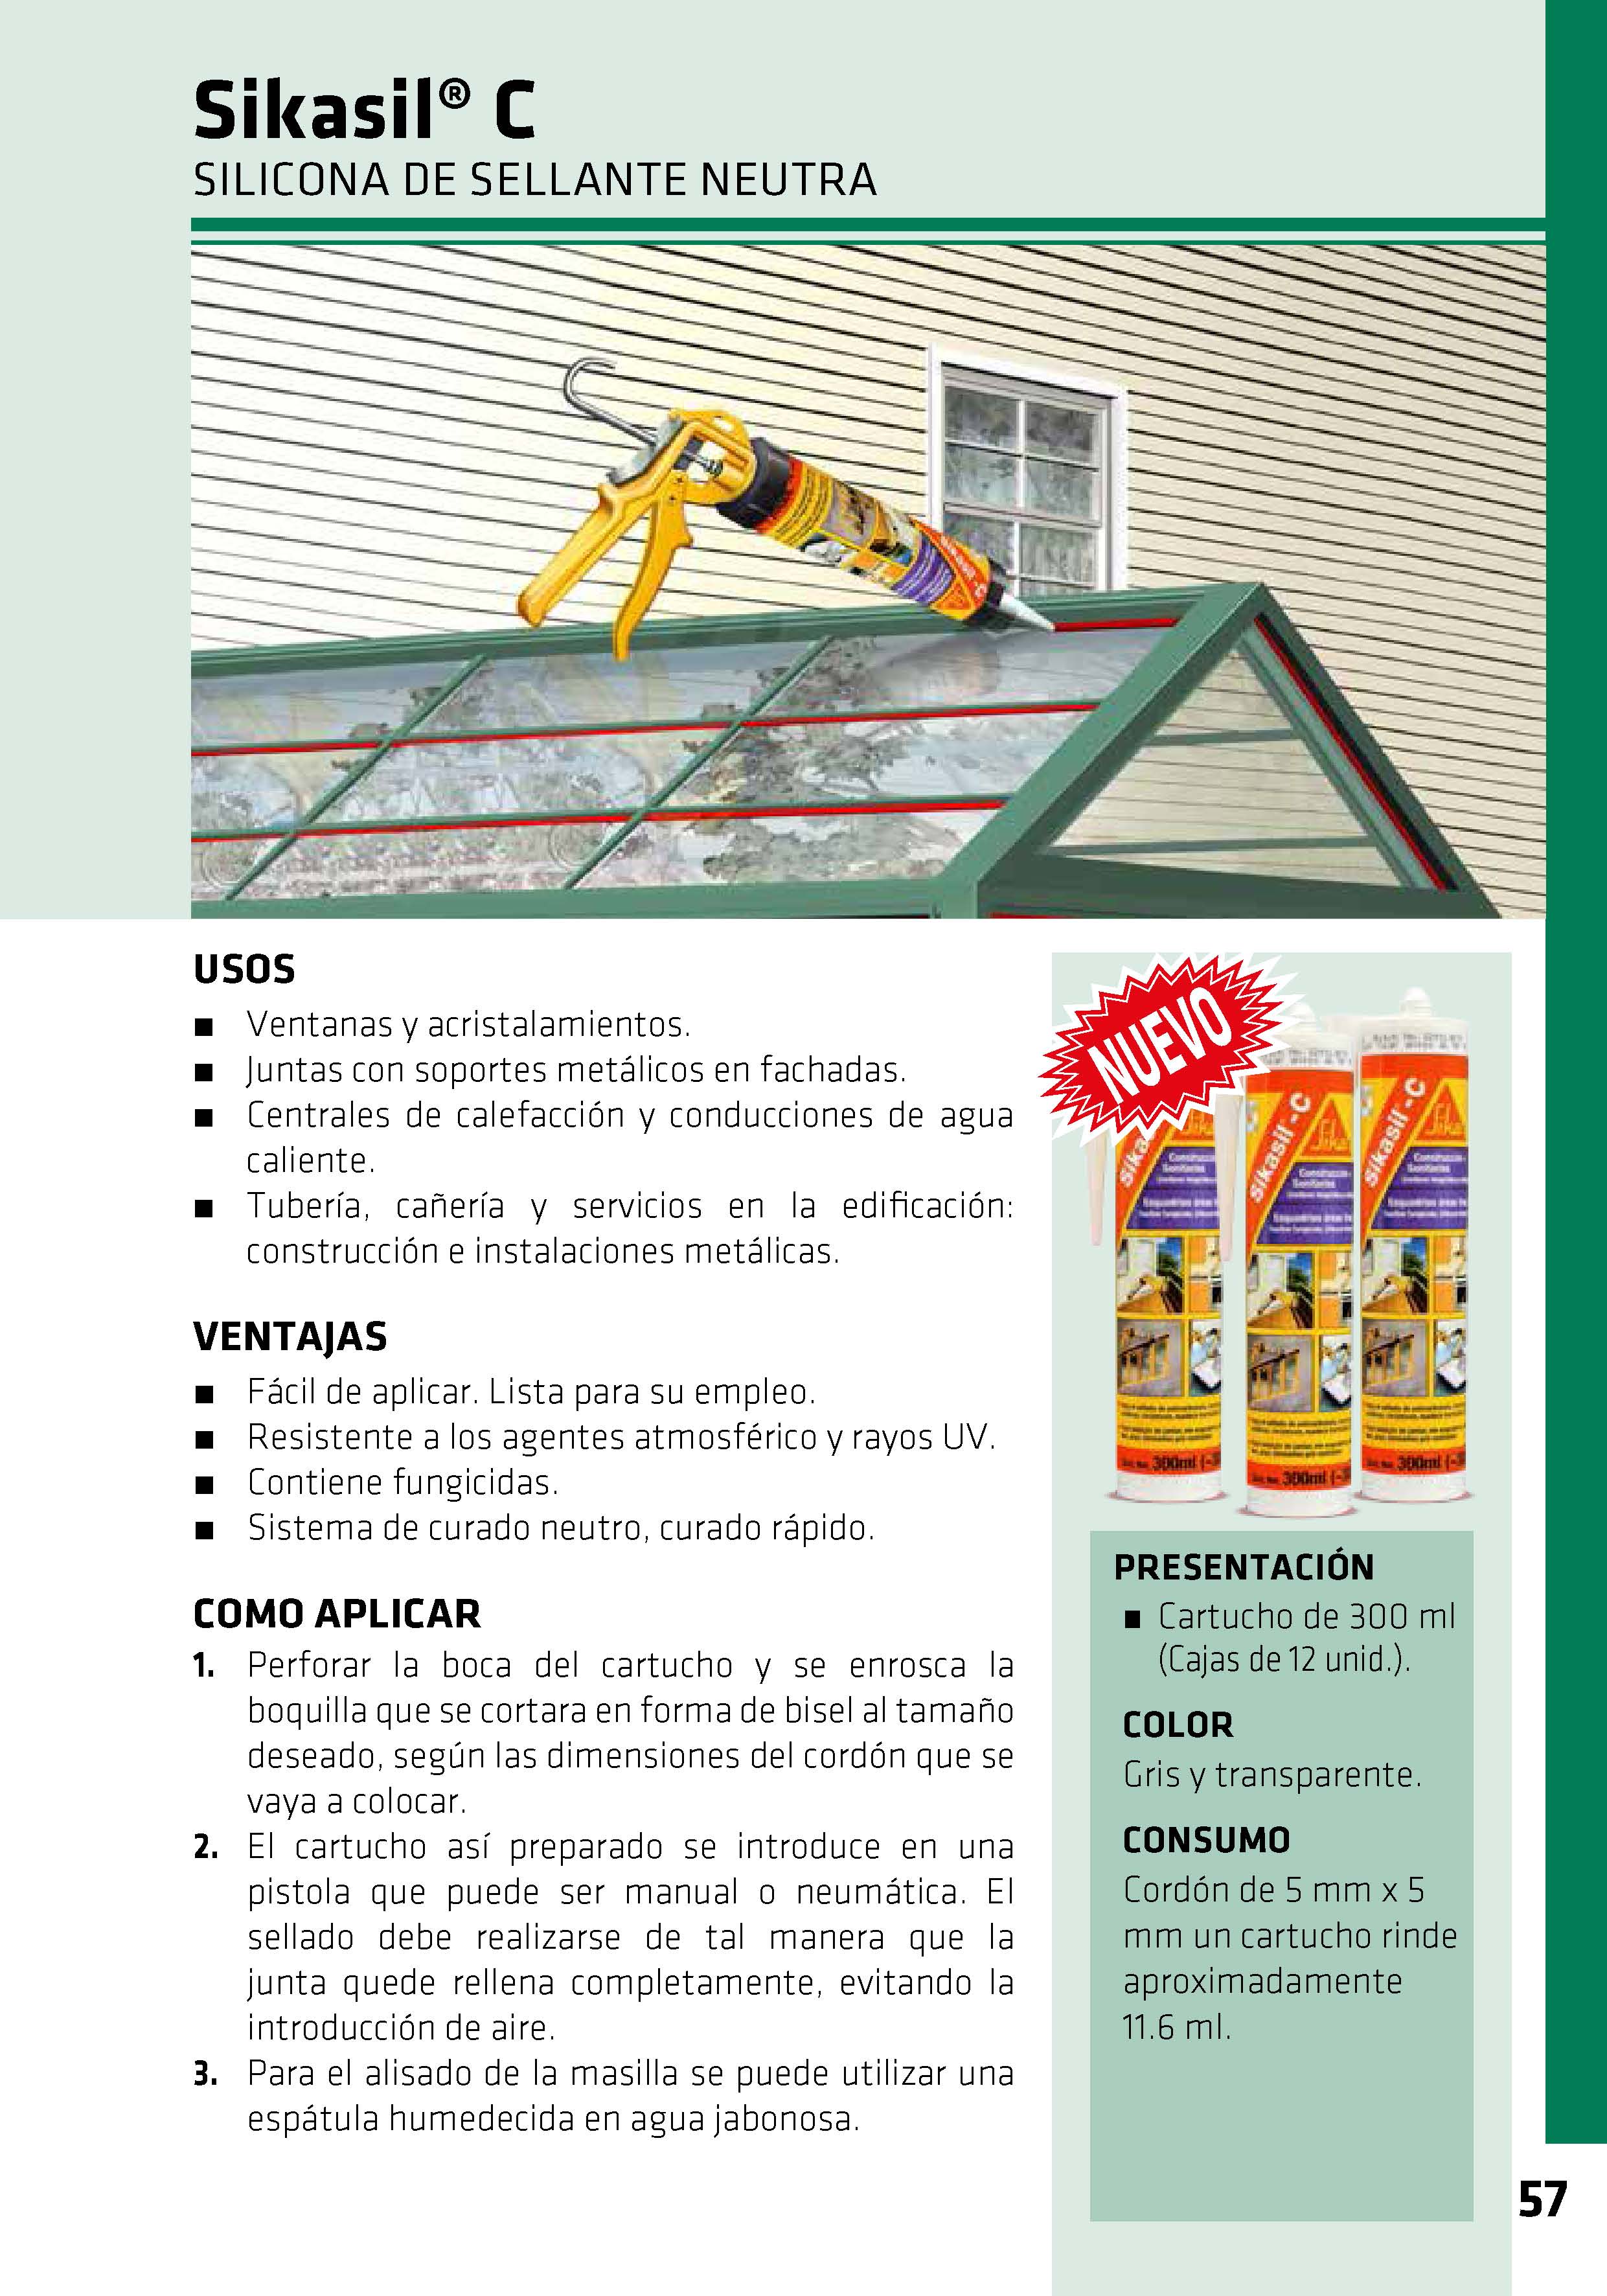 Sikasil® C
SILICONA DE SELLANTE NEUTRA
USOS
■ Ventanas y acristalamientos.
■ Juntas con soportes metálicos en fachadas.
■ Centrales de calefacción y conducciones de agua
caliente.
■ Tubería, cañería y servicios en la edificación:
construcción e instalaciones metálicas.
VENTAJAS
■ Fácil de aplicar. Lista para su empleo.
■ Resistente a los agentes atmosférico y rayos UV.
■ Contiene fungicidas.
■ Sistema de curado neutro, curado rápido.
COMO APLICAR
1. Perforar la boca del cartucho y se enrosca la
boquilla que se cortara en forma de bisel al tamaño
deseado, según las dimensiones del cordón que se
vaya a colocar.
2. El cartucho así preparado se introduce en una
pistola que puede ser manual o neumática. El
sellado debe realizarse de tal manera que la
junta quede rellena completamente, evitando la
introducción de aire.
3. Para el alisado de la masilla se puede utilizar una
espátula humedecida en agua jabonosa.
NUEVO
Sikasil-C
Sika
300ml
Sikasil-C
Sika
300ml
300ml
PRESENTACIÓN
■ Cartucho de 300 ml
(Cajas de 12 unid.).
COLOR
Gris y transparente.
CONSUMO
Cordón de 5 mm x 5
mm un cartucho rinde
aproximadamente
11.6 ml.
57